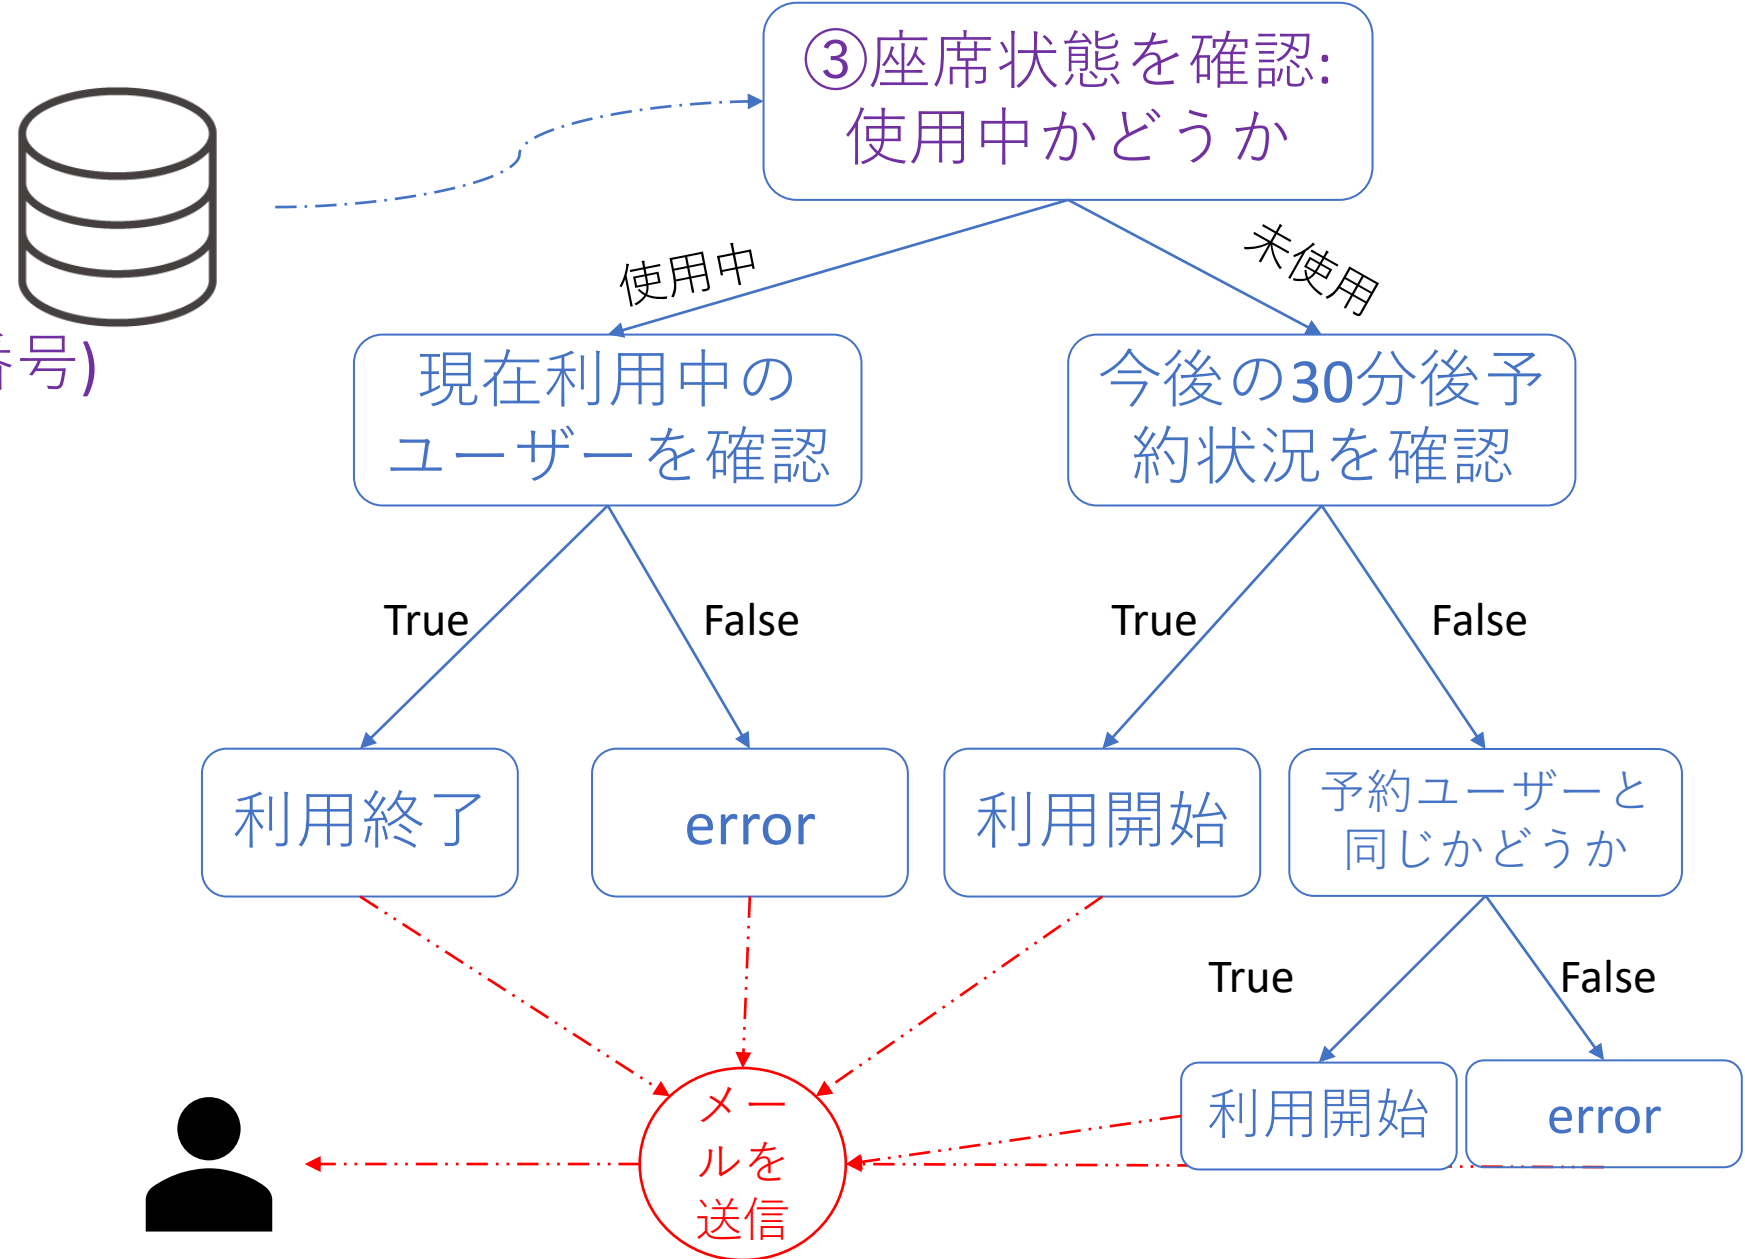 ③座席状態を確認:
使用中かどうか
使用中
未使用
番号)
現在利用中の
ユーザーを確認
今後の30分後予
約状況を確認
True
False
True
False
利用終了
error
利用開始
予約ユーザーと
同じかどうか
True
False
利用開始
error
メー
ルを
送信